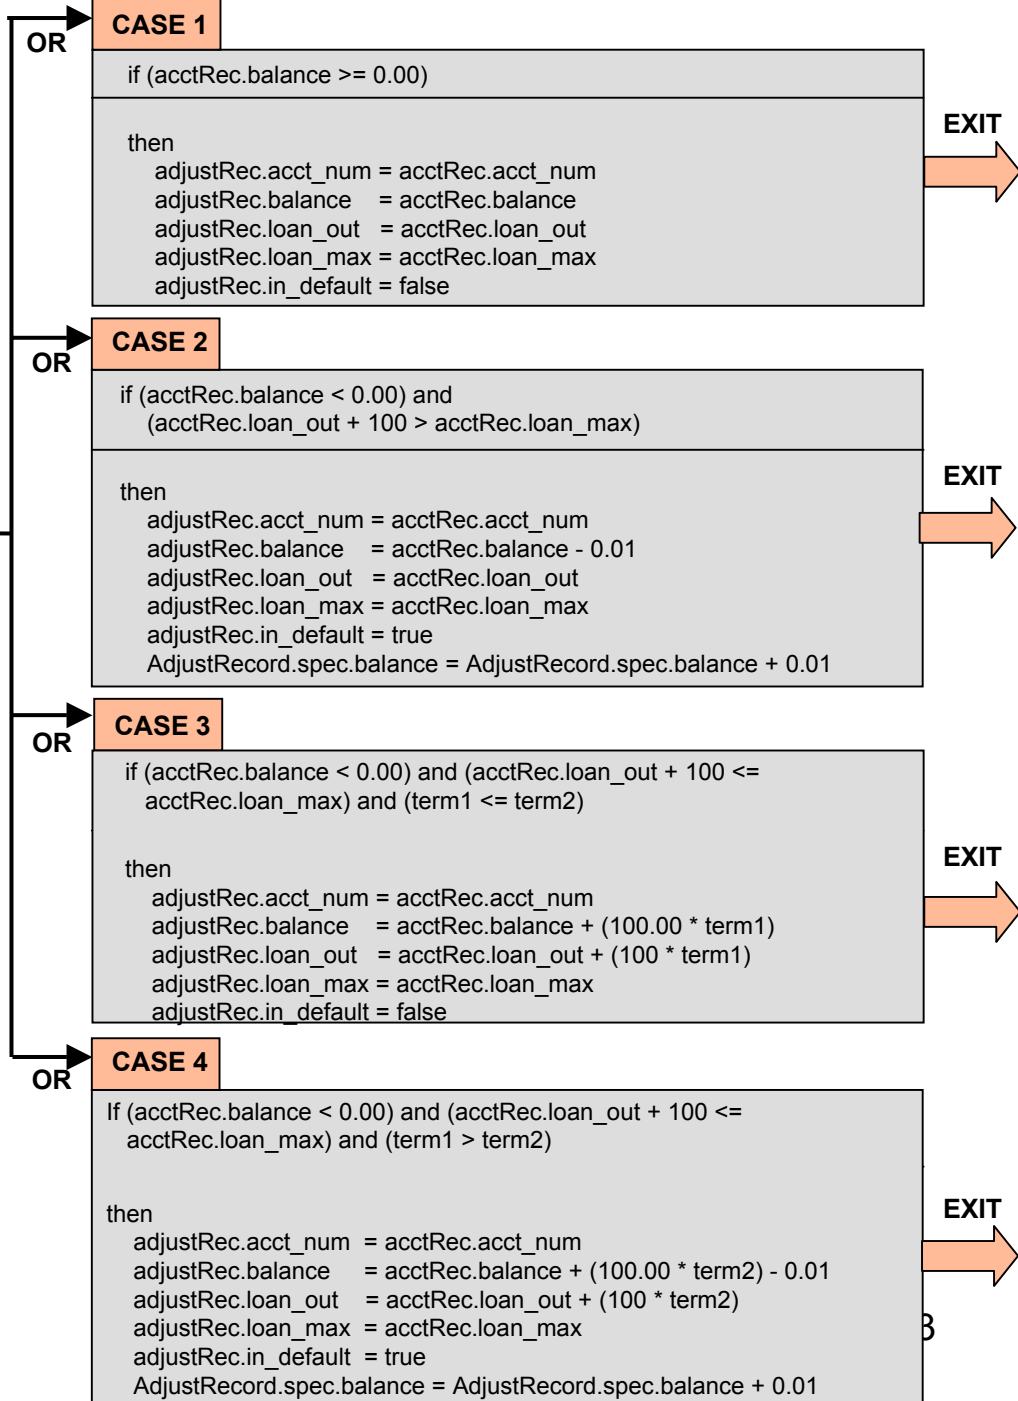 CASE 1
OR
if (acctRec.balance >= 0.00)
EXIT
then
adjustRec.acct_num = acctRec.acct_num
adjustRec.balance = acctRec.balance
adjustRec.loan_out = acctRec.loan_out
adjustRec.loan_max = acctRec.loan_max
adjustRec.in_default = false
CASE 2
OR
if (acctRec.balance < 0.00) and
(acctRec.loan_out + 100 > acctRec.loan_max)
EXIT
then
adjustRec.acct_num = acctRec.acct_num
adjustRec.balance = acctRec.balance - 0.01
adjustRec.loan_out = acctRec.loan_out
adjustRec.loan_max = acctRec.loan_max
adjustRec.in_default = true
AdjustRecord.spec.balance = AdjustRecord.spec.balance + 0.01
CASE 3
OR
if (acctRec.balance < 0.00) and (acctRec.loan_out + 100 <=
acctRec.loan_max) and (term1 <= term2)
EXIT
then
adjustRec.acct_num = acctRec.acct_num
adjustRec.balance = acctRec.balance + (100.00 * term1)
adjustRec.loan_out = acctRec.loan_out + (100 * term1)
adjustRec.loan_max = acctRec.loan_max
adjustRec.in_default = false
CASE 4
OR
If (acctRec.balance < 0.00) and (acctRec.loan_out + 100 <=
acctRec.loan_max) and (term1 > term2)
EXIT
then
adjustRec.acct_num = acctRec.acct_num
adjustRec.balance = acctRec.balance + (100.00 * term2) - 0.01
adjustRec.loan_out = acctRec.loan_out + (100 * term2)
adjustRec.loan_max = acctRec.loan_max
adjustRec.in_default = true
AdjustRecord.spec.balance = AdjustRecord.spec.balance + 0.01